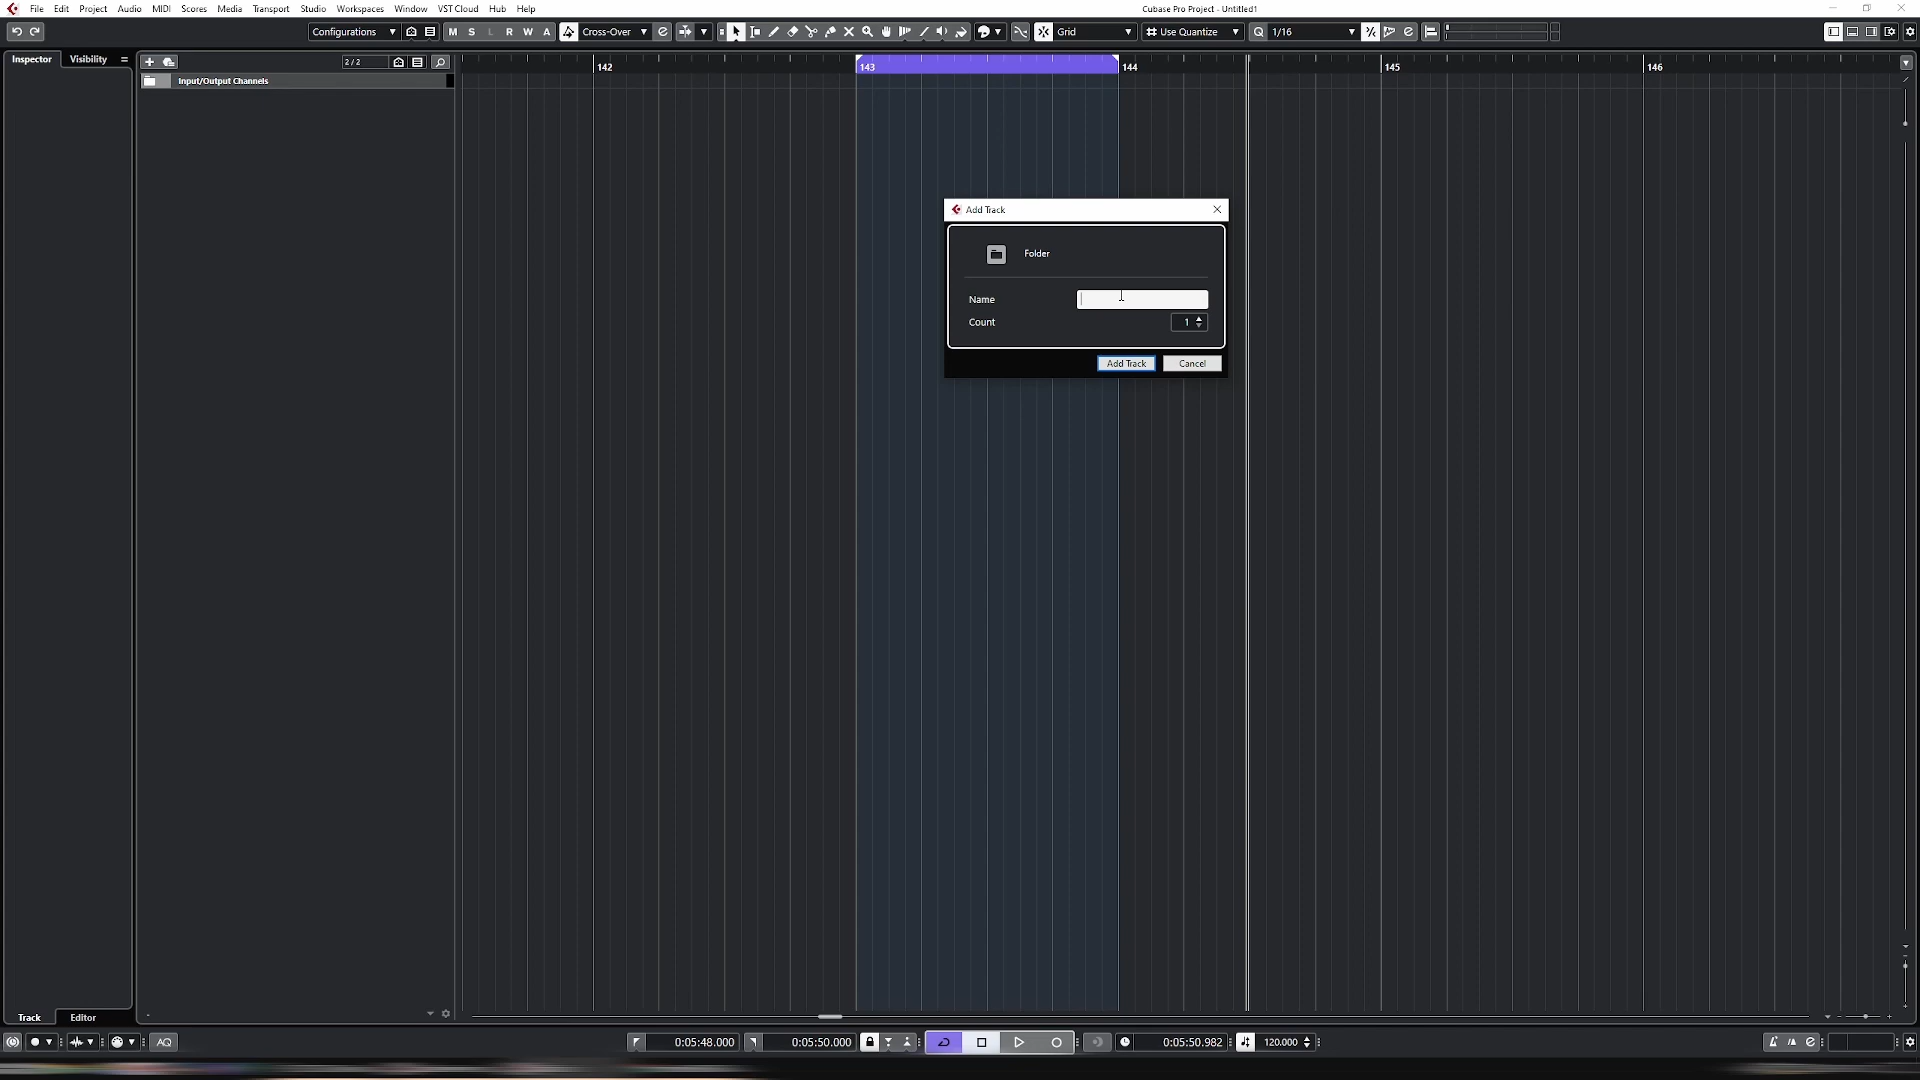 File Edit Project Audio MIDI Scores Media Transport Studio Workspaces Window VST Cloud Hub Help
Cubase Pro Project - Untitled1
Configurations M S L R W A Cross-Over Grid Use Quantize Q 1/16
Inspector Visibility
2 / 2
142 143 144 145 146
Input/Output Channels
Add Track
Folder
Name
Count 1
Add Track Cancel
Track Editor
AQ 0:05:48.000 0:05:50.000 0:05:50.982 120.000